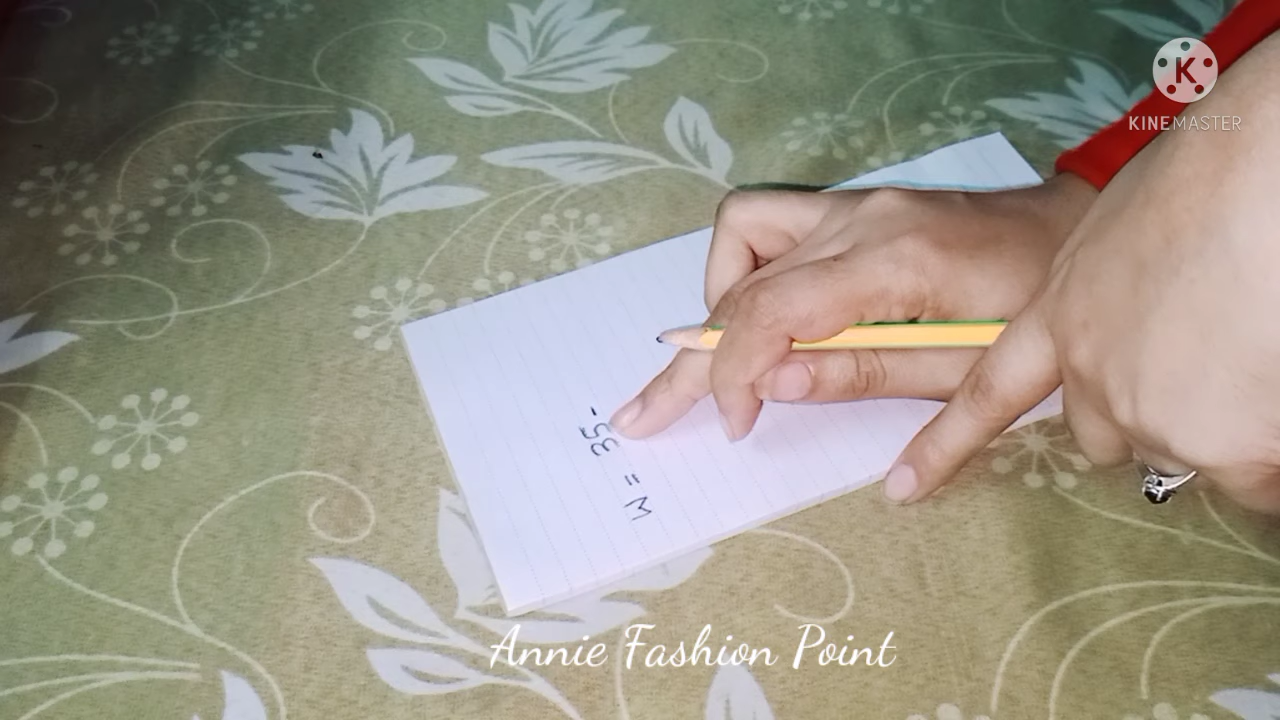 KINEMASTER
W = 35-
Annie Fashion Point